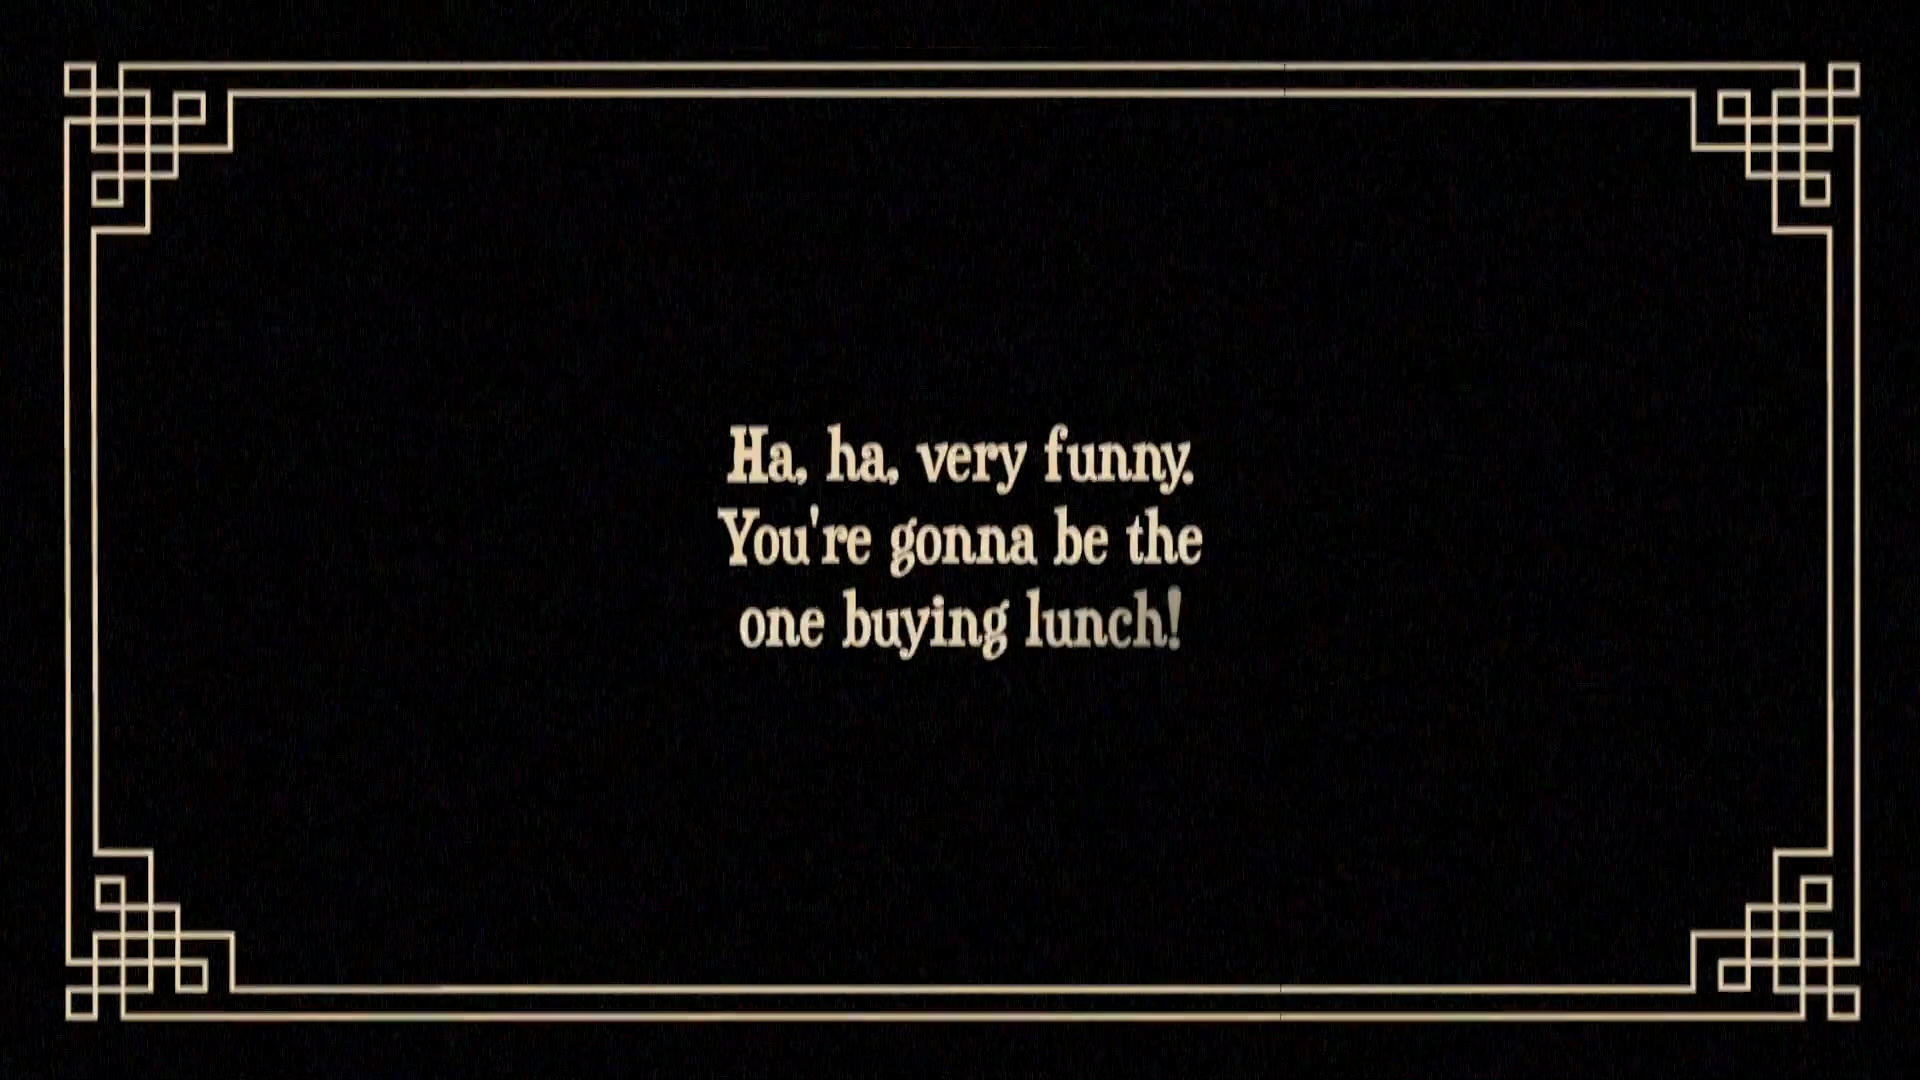 Ha, ha, very funny.
You're gonna be the
one buying lunch!